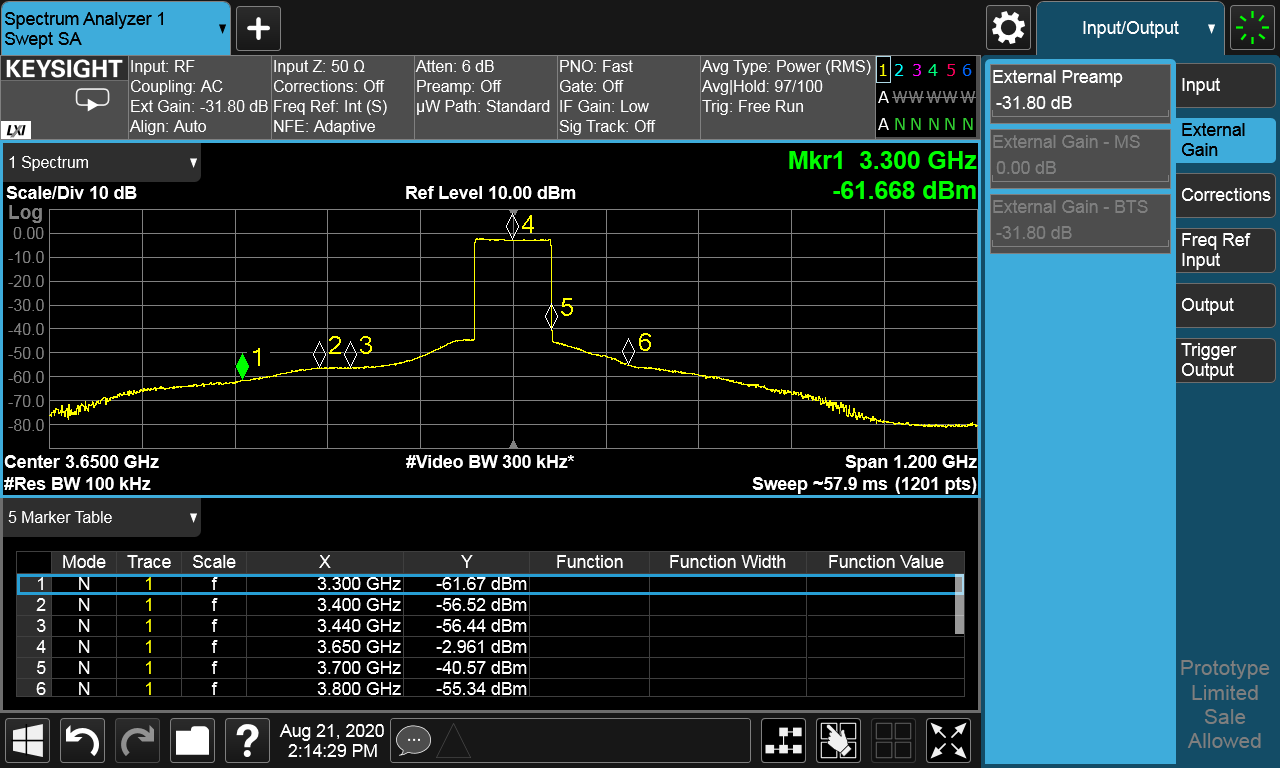 Spectrum Analyzer 1
Swept SA
Input/Output
KEYSIGHT
LXI
Input: RF
Coupling: AC
Ext Gain: -31.80 dB
Align: Auto
Input Z: 50 Ω
Corrections: Off
Freq Ref: Int (S)
NFE: Adaptive
Atten: 6 dB
Preamp: Off
µW Path: Standard
PNO: Fast
Gate: Off
IF Gain: Low
Sig Track: Off
Avg Type: Power (RMS)
Avg|Hold: 97/100
Trig: Free Run
1 2 3 4 5 6
A W W W W W
A N N N N N
1 Spectrum
Mkr1 3.300 GHz
-61.668 dBm
Scale/Div 10 dB
Ref Level 10.00 dBm
Log
0.00
-10.0
-20.0
-30.0
-40.0
-50.0
-60.0
-70.0
-80.0
1
2
3
4
5
6
Center 3.6500 GHz
#Video BW 300 kHz*
Span 1.200 GHz
#Res BW 100 kHz
Sweep ~57.9 ms (1201 pts)
5 Marker Table
Mode Trace Scale X Y Function Function Width Function Value
1 N 1 f 3.300 GHz -61.67 dBm
2 N 1 f 3.400 GHz -56.52 dBm
3 N 1 f 3.440 GHz -56.44 dBm
4 N 1 f 3.650 GHz -2.961 dBm
5 N 1 f 3.700 GHz -40.57 dBm
6 N 1 f 3.800 GHz -55.34 dBm
?
Aug 21, 2020
2:14:29 PM
External Preamp
-31.80 dB
External Gain - MS
0.00 dB
External Gain - BTS
-31.80 dB
Input
External
Gain
Corrections
Freq Ref
Input
Output
Trigger
Output
Prototype
Limited
Sale
Allowed